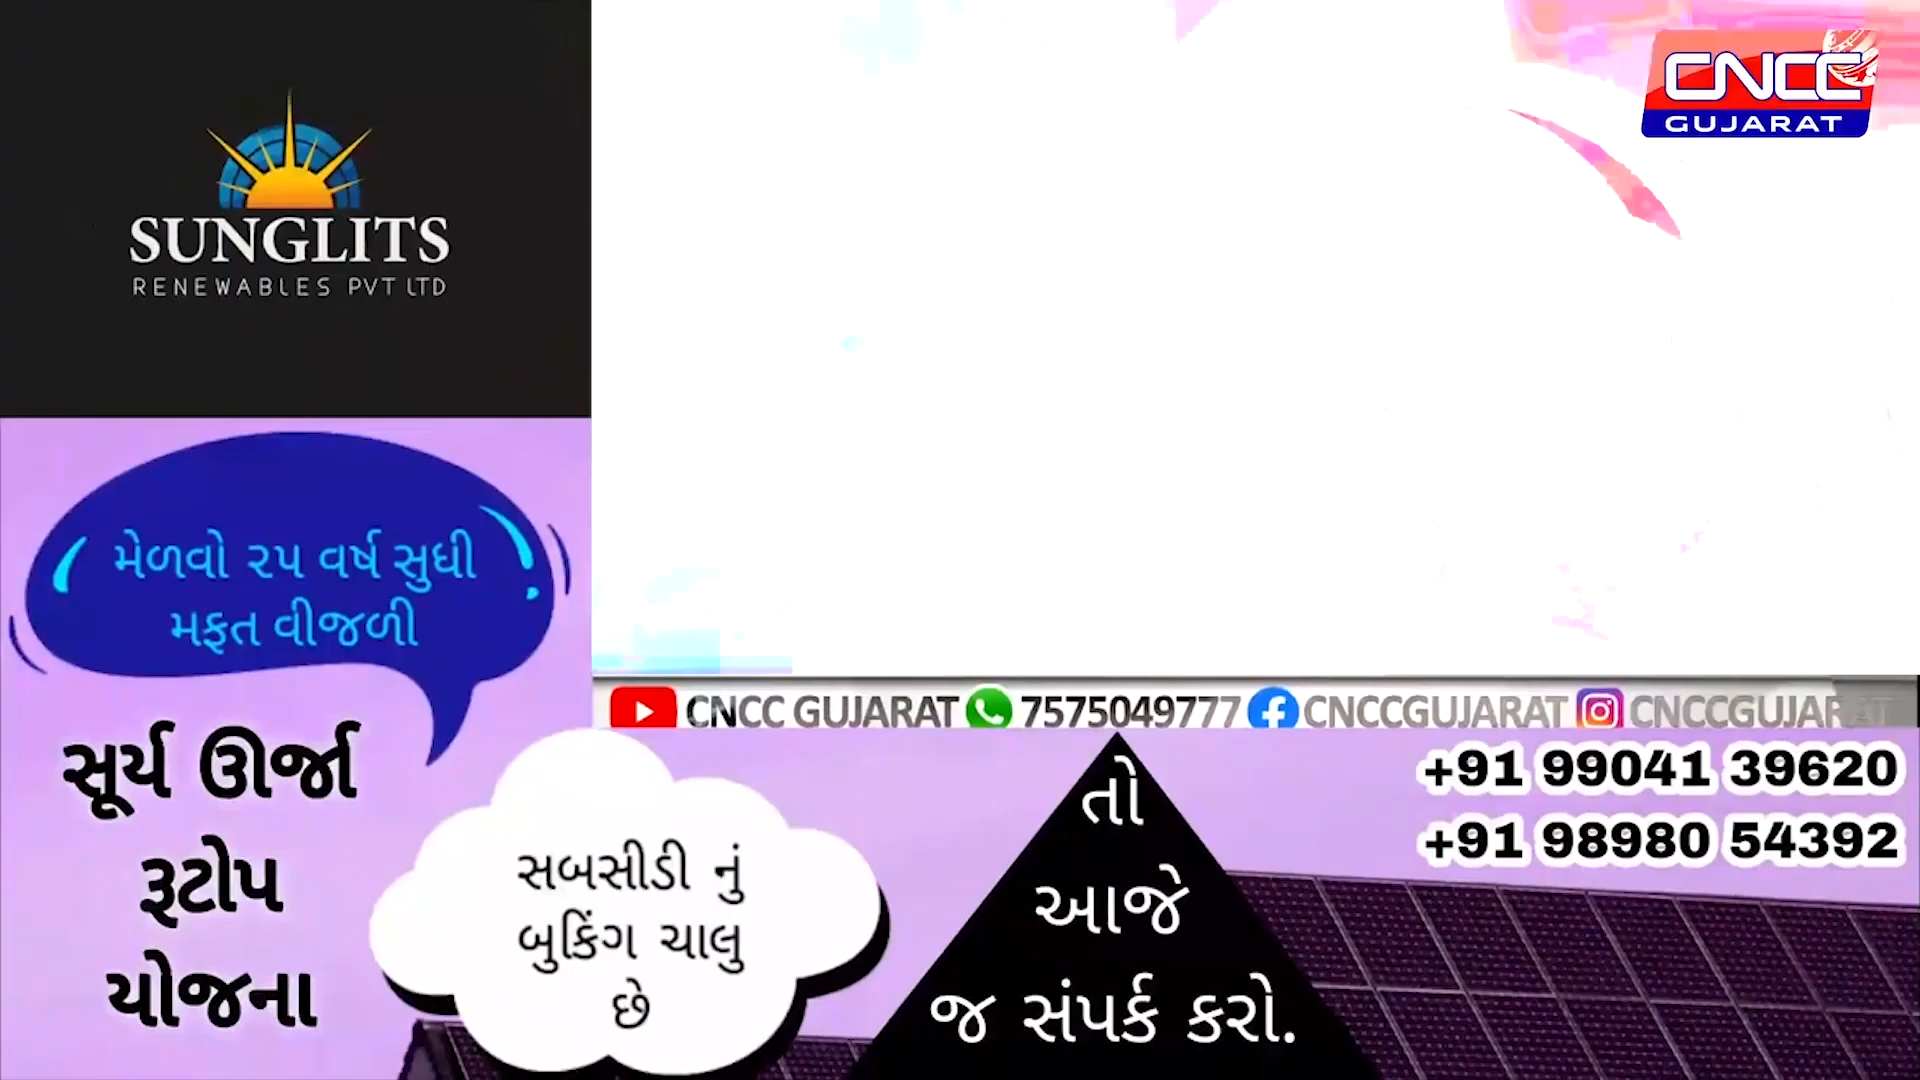 CNCC
GUJARAT
SUNGLITS
RENEWABLES PVT LTD
મેળવો ૨૫ વર્ષ સુધી
મફત વીજળી
સૂર્ય ઊર્જા
રૂટોપ
યોજના
સબસીડી નું
બુકિંગ ચાલુ
છે
CNCC GUJARAT 7575049777 CNCCGUJARAT CNCCGUJARAT
તો
આજે
જ સંપર્ક કરો.
+91 99041 39620
+91 98980 54392